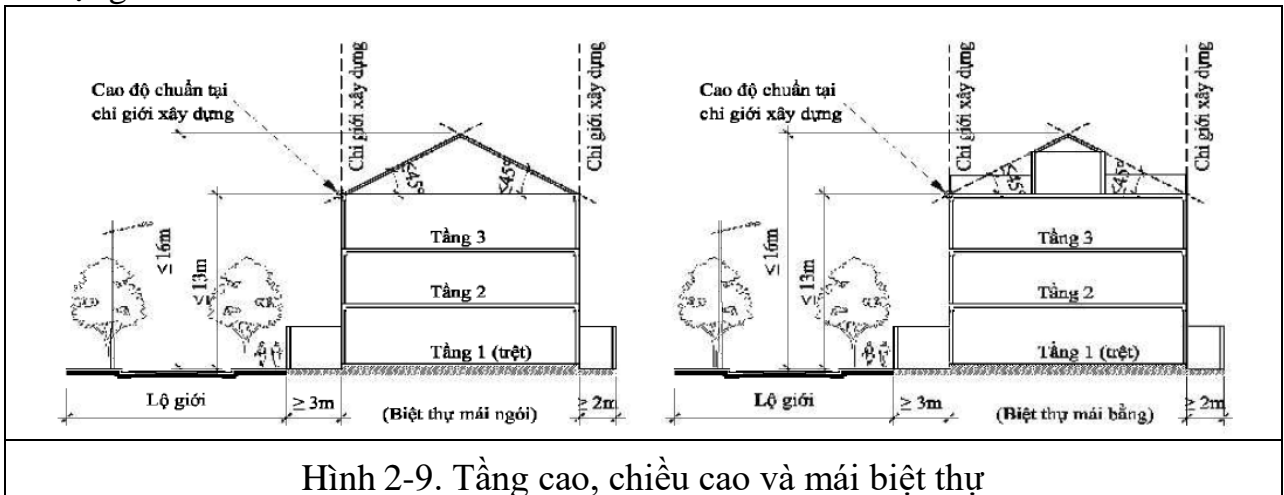 Chỉ giới xây dựng
Chỉ giới xây dựng
Cao độ chuẩn tại
chỉ giới xây dựng
≤45°
≤45°
≤ 16m
≤ 13m
Tầng 3
Tầng 2
Tầng 1 (trệt)
Lộ giới
≥ 3m
(Biệt thự mái ngói)
≥ 2m
Chỉ giới xây dựng
Chỉ giới xây dựng
Cao độ chuẩn tại
chỉ giới xây dựng
≤45°
≤45°
≤ 16m
≤ 13m
Tầng 3
Tầng 2
Tầng 1 (trệt)
Lộ giới
≥ 3m
(Biệt thự mái bằng)
≥ 2m
Hình 2-9. Tầng cao, chiều cao và mái biệt thự